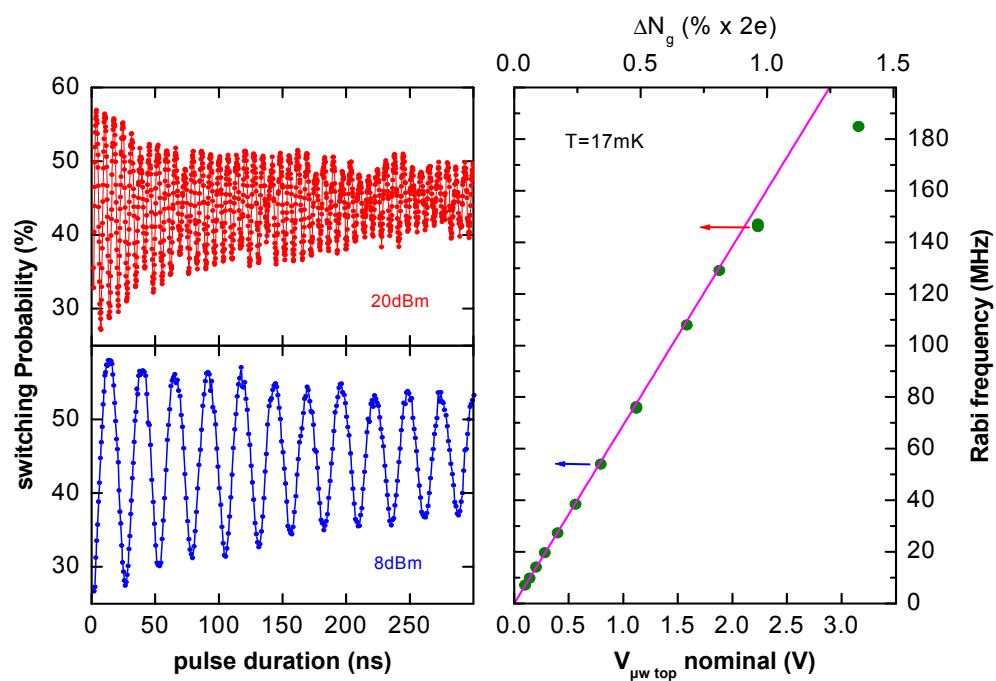 ΔN_g (% x 2e)
0.0 0.5 1.0 1.5
switching Probability (%)
60
50
40
30
20dBm
50
40
30
8dBm
0 50 100 150 200 250
pulse duration (ns)
T=17mK
180
160
140
120
100
80
60
40
20
0
Rabi frequency (MHz)
0.0 0.5 1.0 1.5 2.0 2.5 3.0
V_μw top nominal (V)